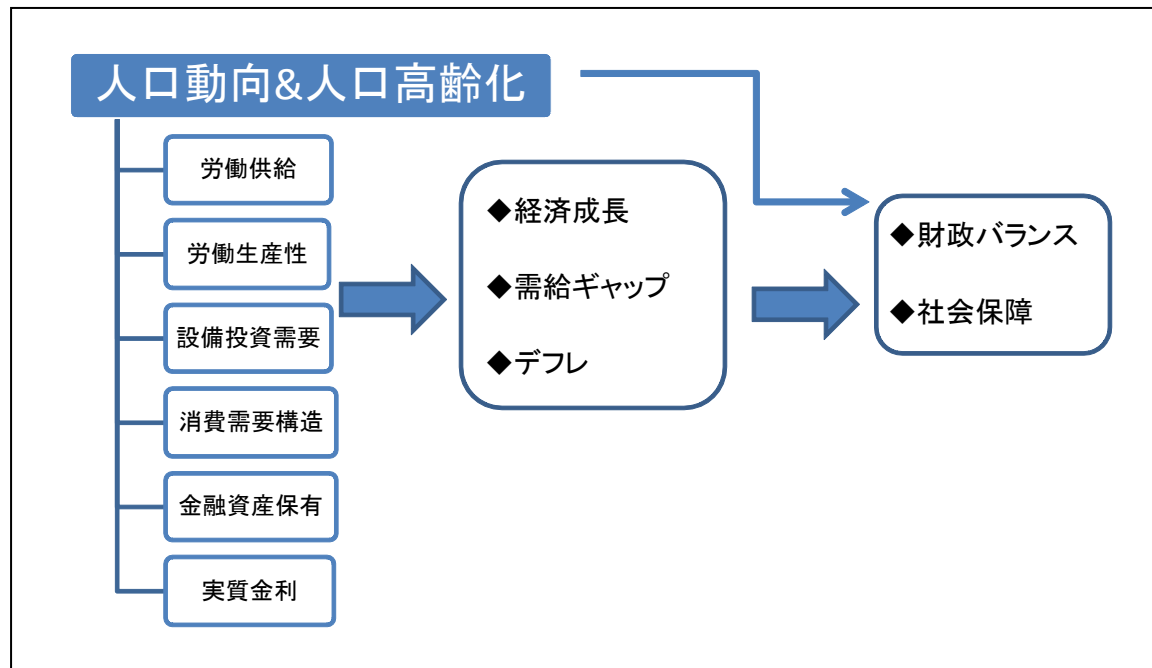 人口動向&人口高齢化
労働供給
労働生産性
設備投資需要
消費需要構造
金融資産保有
実質金利
◆経済成長
◆需給ギャップ
◆デフレ
◆財政バランス
◆社会保障